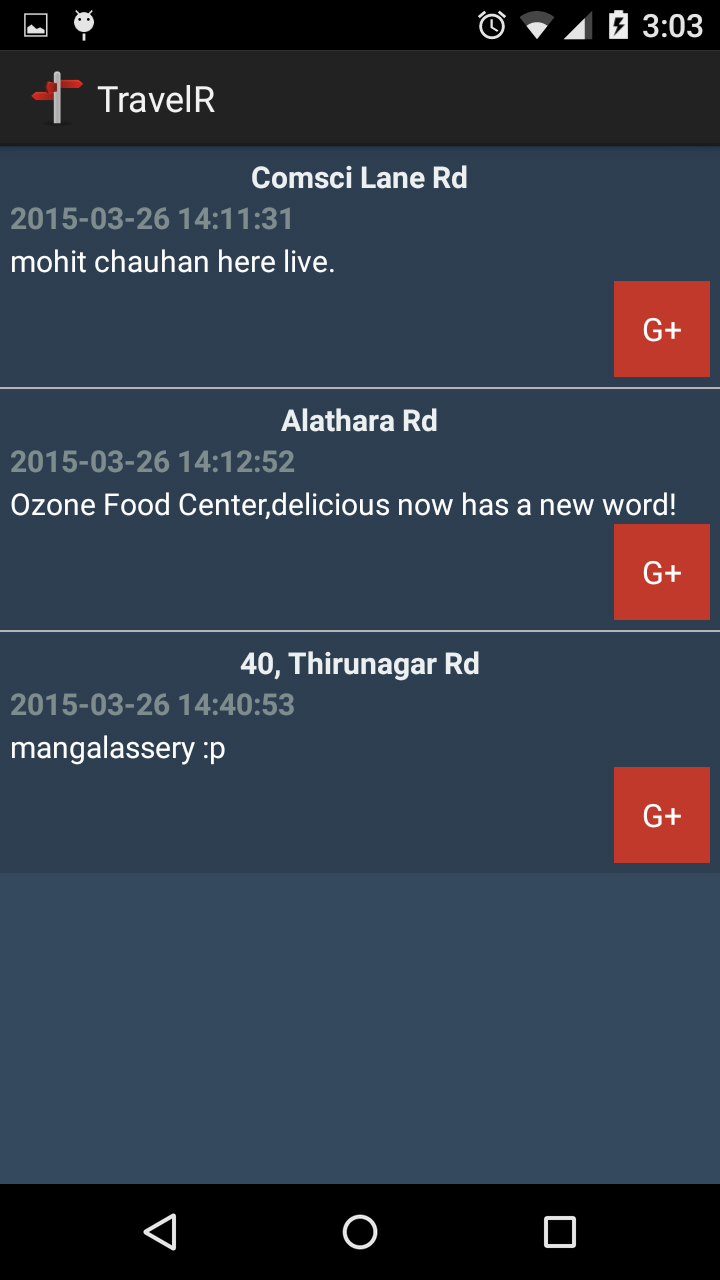 3:03
TravelR
Comsci Lane Rd
2015-03-26 14:11:31
mohit chauhan here live.
G+
Alathara Rd
2015-03-26 14:12:52
Ozone Food Center,delicious now has a new word!
G+
40, Thirunagar Rd
2015-03-26 14:40:53
mangalassery :p
G+